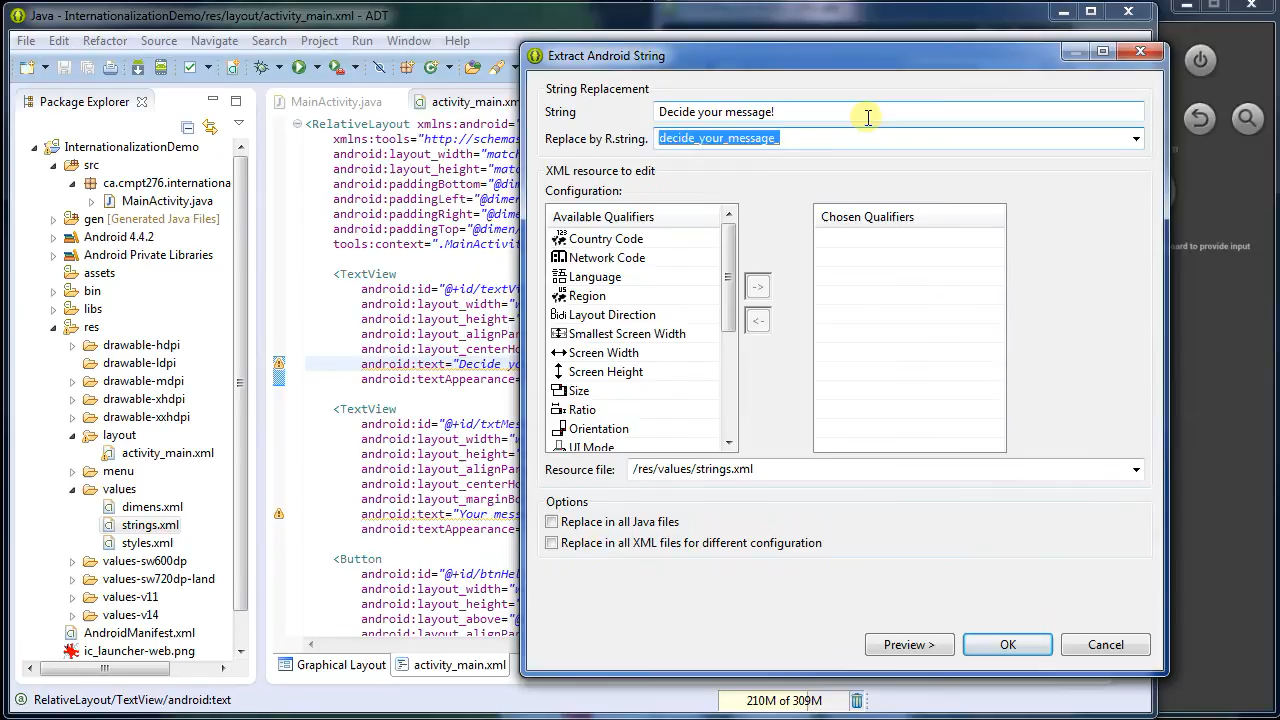 Java - InternationalizationDemo/res/layout/activity_main.xml - ADT
File Edit Refactor Source Navigate Search Project Run Window Help
Package Explorer
InternationalizationDemo
src
ca.cmpt276.internationa
MainActivity.java
gen [Generated Java Files]
Android 4.4.2
Android Private Libraries
assets
bin
libs
res
drawable-hdpi
drawable-ldpi
drawable-mdpi
drawable-xhdpi
drawable-xxhdpi
layout
activity_main.xml
menu
values
dimens.xml
strings.xml
styles.xml
values-sw600dp
values-sw720dp-land
values-v11
values-v14
AndroidManifest.xml
ic_launcher-web.png
MainActivity.java
activity_main.xm
<RelativeLayout xmlns:android=
xmlns:tools="http://schema
android:layout_width="matc
android:layout_height="mat
android:paddingBottom="@di
android:paddingLeft="@dime
android:paddingRight="@dim
android:paddingTop="@dimen
tools:context=".MainActivi
<TextView
android:id="@+id/textVi
android:layout_width="w
android:layout_height="
android:layout_alignPar
android:layout_centerHo
android:text="Decide yo
android:textAppearance=
<TextView
android:id="@+id/txtMes
android:layout_width="w
android:layout_height="
android:layout_alignPar
android:layout_centerHo
android:layout_marginBo
android:text="Your mess
android:textAppearance=
<Button
android:id="@+id/btnHel
android:layout_width="w
android:layout_height="
android:layout_above="@
android:layout_alignPar
Graphical Layout
activity_main.xml
RelativeLayout/TextView/android:text
210M of 309M
Extract Android String
String Replacement
String Decide your message!
Replace by R.string. decide_your_message_
XML resource to edit
Configuration:
Available Qualifiers
Country Code
Network Code
Language
Region
Layout Direction
Smallest Screen Width
Screen Width
Screen Height
Size
Ratio
Orientation
UI Mode
->
<-
Chosen Qualifiers
Resource file: /res/values/strings.xml
Options
Replace in all Java files
Replace in all XML files for different configuration
Preview >
OK
Cancel
ard to provide input